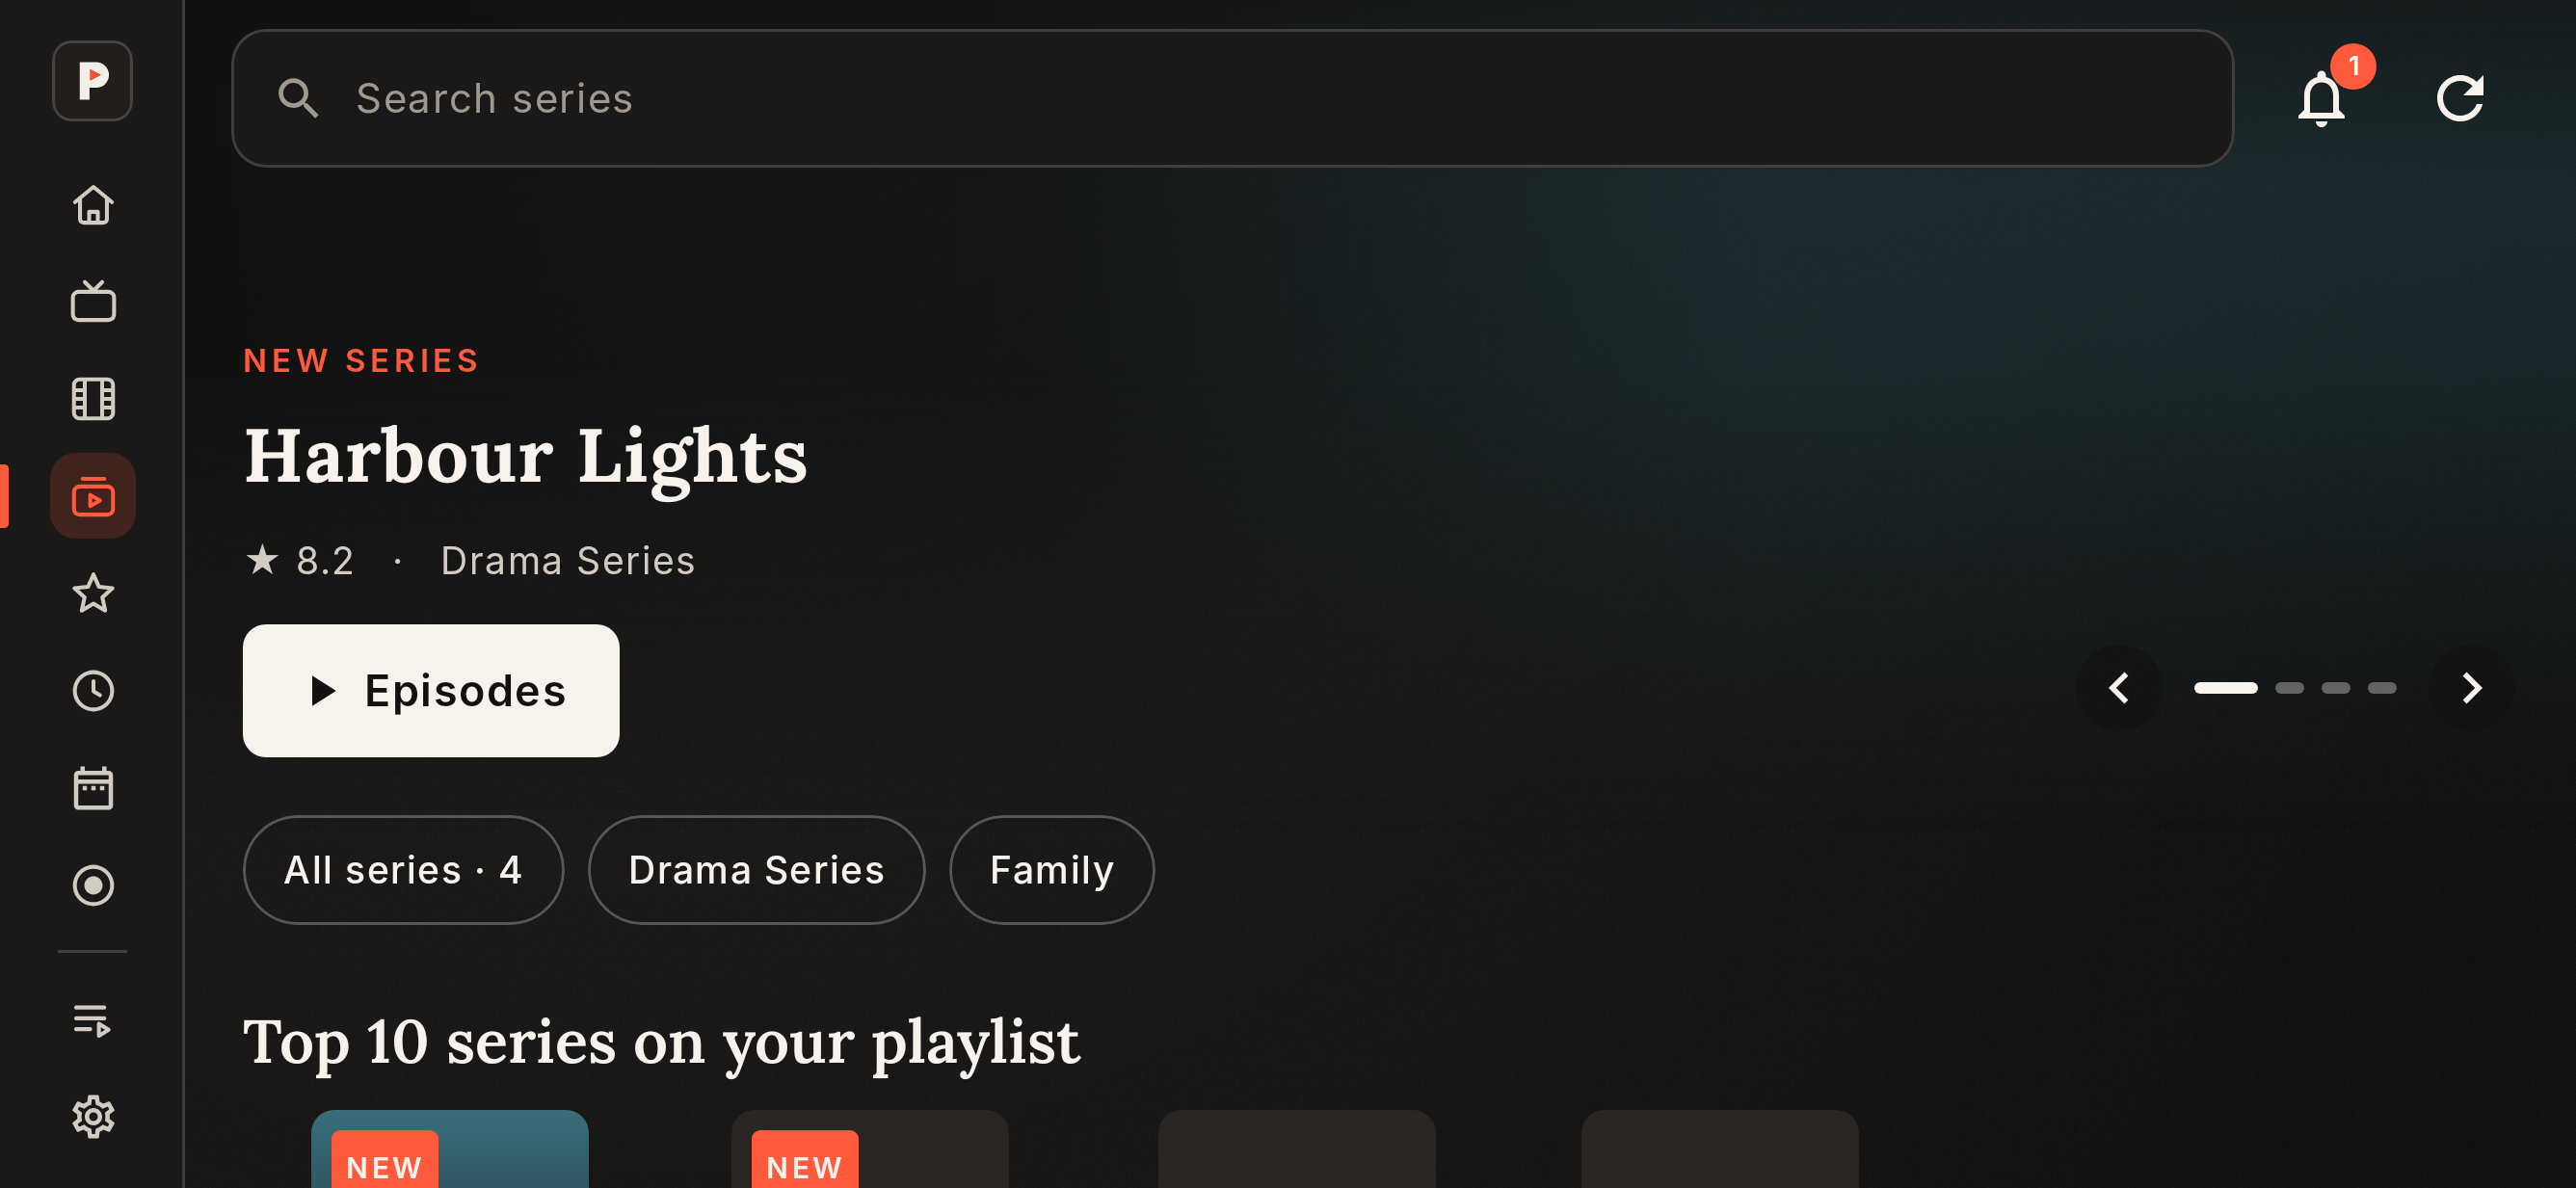 P
Search series
1
NEW SERIES
Harbour Lights
★ 8.2 · Drama Series
Episodes
All series · 4
Drama Series
Family
Top 10 series on your playlist
NEW
NEW